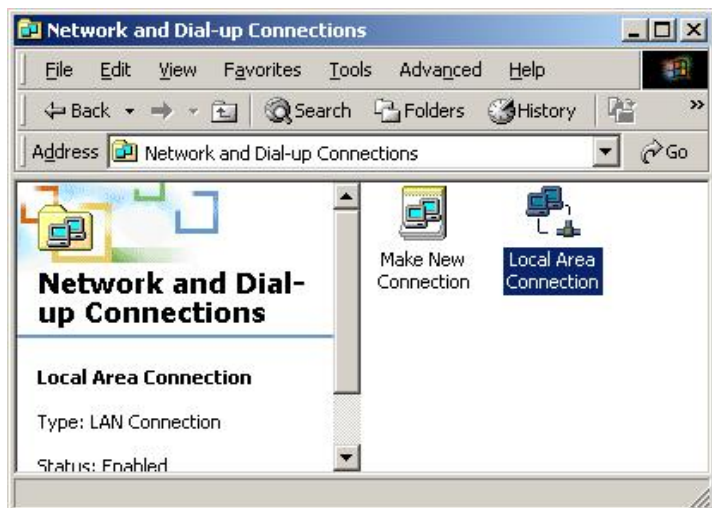 Network and Dial-up Connections
File Edit View Favorites Tools Advanced Help
Back Search Folders History »
Address Network and Dial-up Connections Go
Network and Dial-
up Connections
Local Area Connection
Type: LAN Connection
Status: Enabled
Make New
Connection
Local Area
Connection